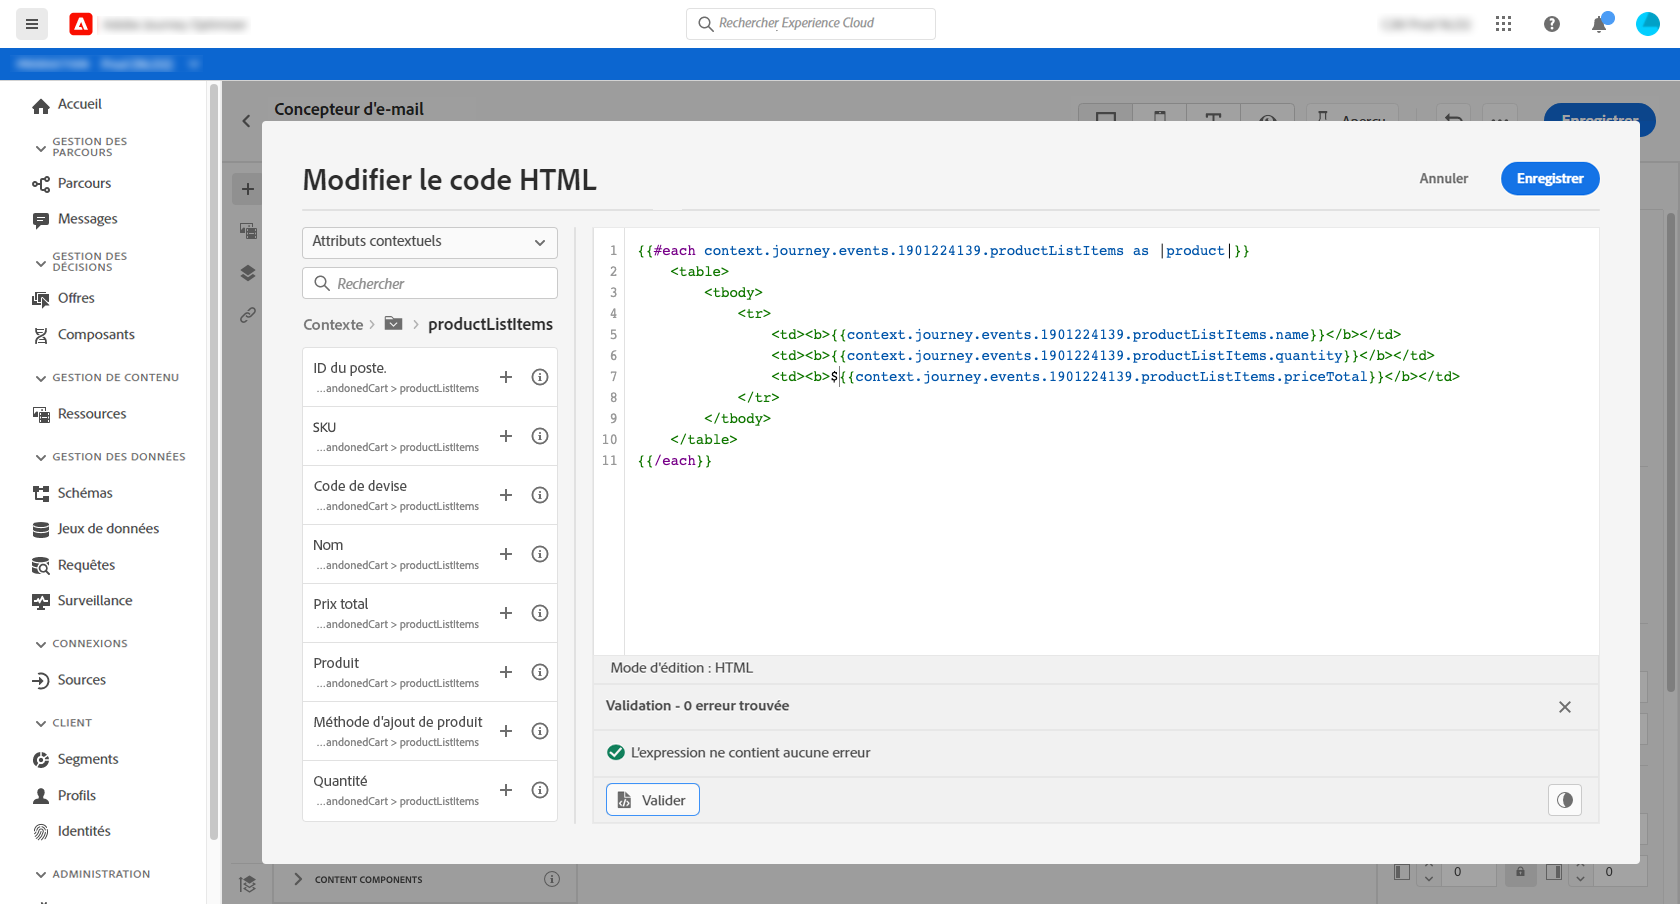 Rechercher Experience Cloud
Accueil
GESTION DES
PARCOURS
Parcours
Messages
GESTION DES
DÉCISIONS
Offres
Composants
GESTION DE CONTENU
Ressources
GESTION DES DONNÉES
Schémas
Jeux de données
Requêtes
Surveillance
CONNEXIONS
Sources
CLIENT
Segments
Profils
Identités
ADMINISTRATION
Concepteur d'e-mail
Aperçu
Enregistrer
Modifier le code HTML
Annuler
Enregistrer
Attributs contextuels
Rechercher
Contexte > > productListItems
ID du poste.
...andonedCart > productListItems
SKU
...andonedCart > productListItems
Code de devise
...andonedCart > productListItems
Nom
...andonedCart > productListItems
Prix total
...andonedCart > productListItems
Produit
...andonedCart > productListItems
Méthode d'ajout de produit
...andonedCart > productListItems
Quantité
...andonedCart > productListItems
1 {{#each context.journey.events.1901224139.productListItems as |product|}}
2 <table>
3 <tbody>
4 <tr>
5 <td><b>{{context.journey.events.1901224139.productListItems.name}}</b></td>
6 <td><b>{{context.journey.events.1901224139.productListItems.quantity}}</b></td>
7 <td><b>${{context.journey.events.1901224139.productListItems.priceTotal}}</b></td>
8 </tr>
9 </tbody>
10 </table>
11 {{/each}}
Mode d'édition : HTML
Validation - 0 erreur trouvée
L'expression ne contient aucune erreur
Valider
CONTENT COMPONENTS
0
0